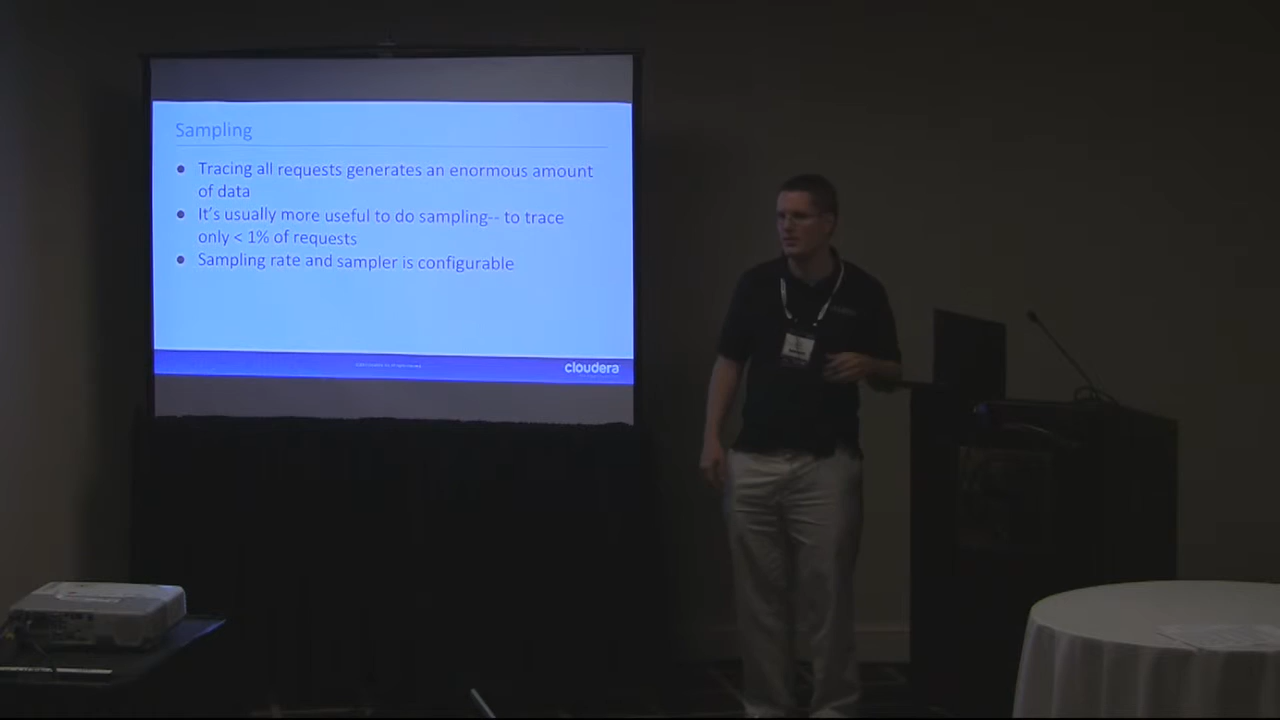 Sampling
● Tracing all requests generates an enormous amount
of data
● It's usually more useful to do sampling-- to trace
only < 1% of requests
● Sampling rate and sampler is configurable
cloudera